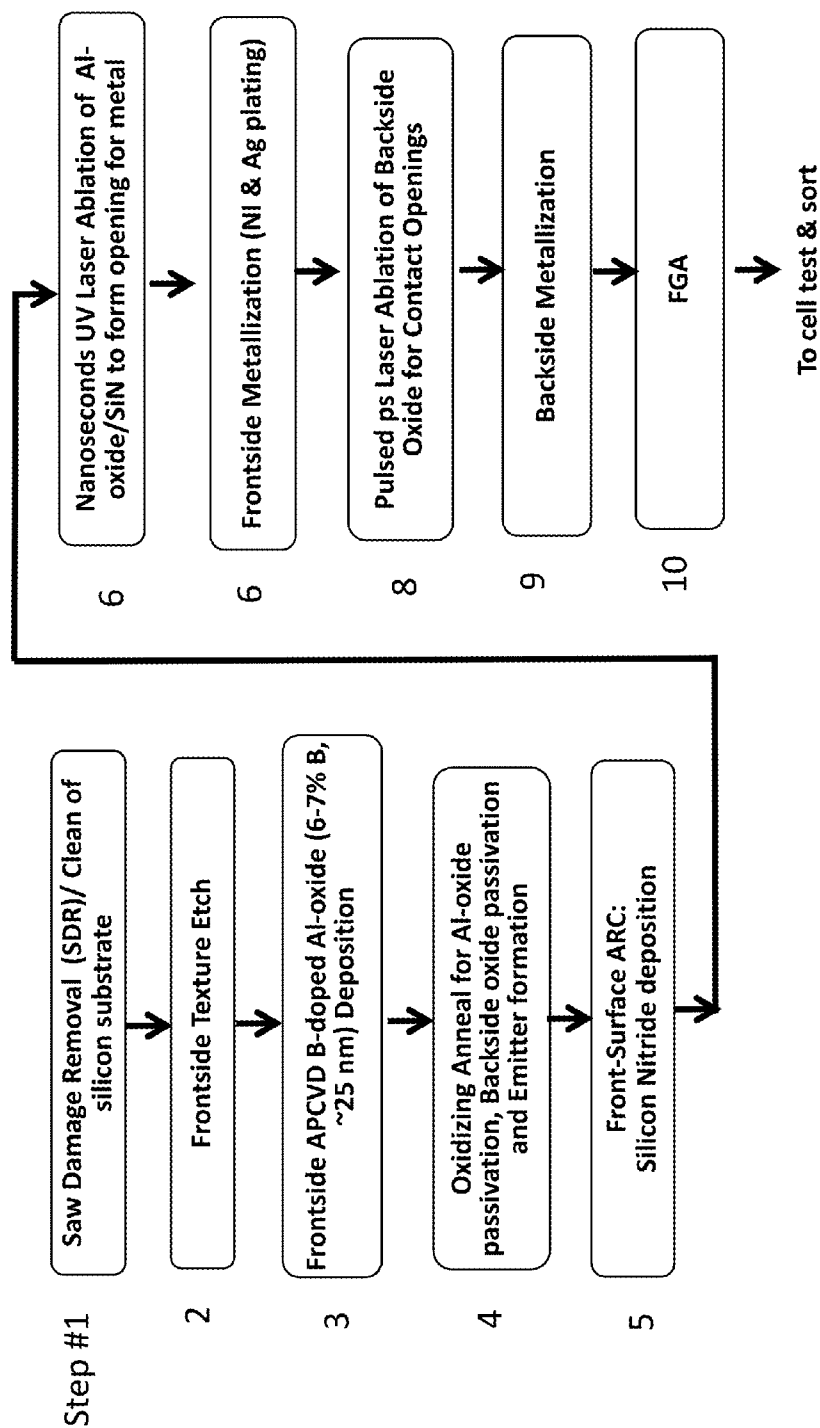 Step #1
Saw Damage Removal (SDR)/ Clean of
silicon substrate
2
Frontside Texture Etch
3
Frontside APCVD B-doped Al-oxide (6-7% B,
~25 nm) Deposition
4
Oxidizing Anneal for Al-oxide
passivation, Backside oxide passivation
and Emitter formation
5
Front-Surface ARC:
Silicon Nitride deposition
6
Nanoseconds UV Laser Ablation of Al-
oxide/SiN to form opening for metal
6
Frontside Metallization (NI & Ag plating)
8
Pulsed ps Laser Ablation of Backside
Oxide for Contact Openings
9
Backside Metallization
10
FGA
To cell test & sort